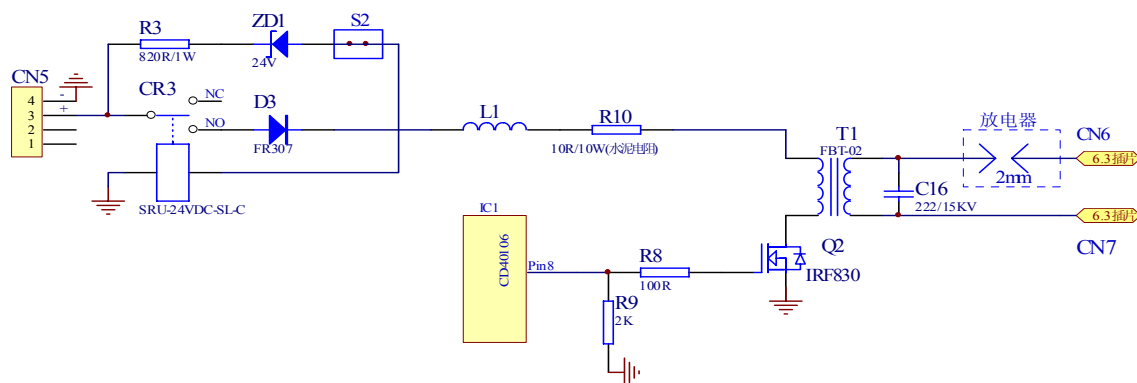 R3
820R/1W
ZD1
24V
S2
CN5
4
3
2
1
-
+
CR3
NC
NO
D3
FR307
SRU-24VDC-SL-C
L1
R10
10R/10W(水泥电阻)
T1
FBT-02
放电器
2mm
CN6
6.3插片
C16
222/15KV
6.3插片
CN7
IC1
CD40106
Pin8
R8
100R
R9
2K
Q2
IRF830